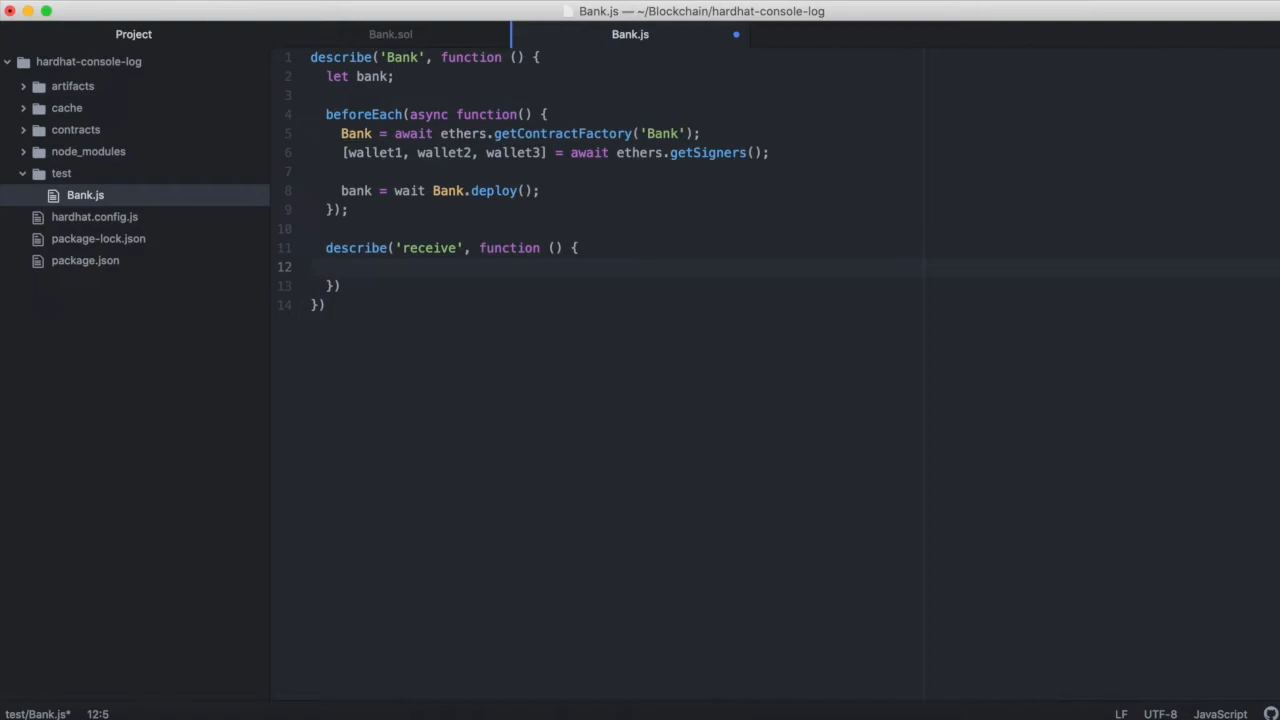 Bank.js — ~/Blockchain/hardhat-console-log
Project
Bank.sol
Bank.js
hardhat-console-log
artifacts
cache
contracts
node_modules
test
Bank.js
hardhat.config.js
package-lock.json
package.json
1 describe('Bank', function () {
2 let bank;
3
4 beforeEach(async function() {
5 Bank = await ethers.getContractFactory('Bank');
6 [wallet1, wallet2, wallet3] = await ethers.getSigners();
7
8 bank = wait Bank.deploy();
9 });
10
11 describe('receive', function () {
12
13 })
14 })
test/Bank.js* 12:5
LF UTF-8 JavaScript